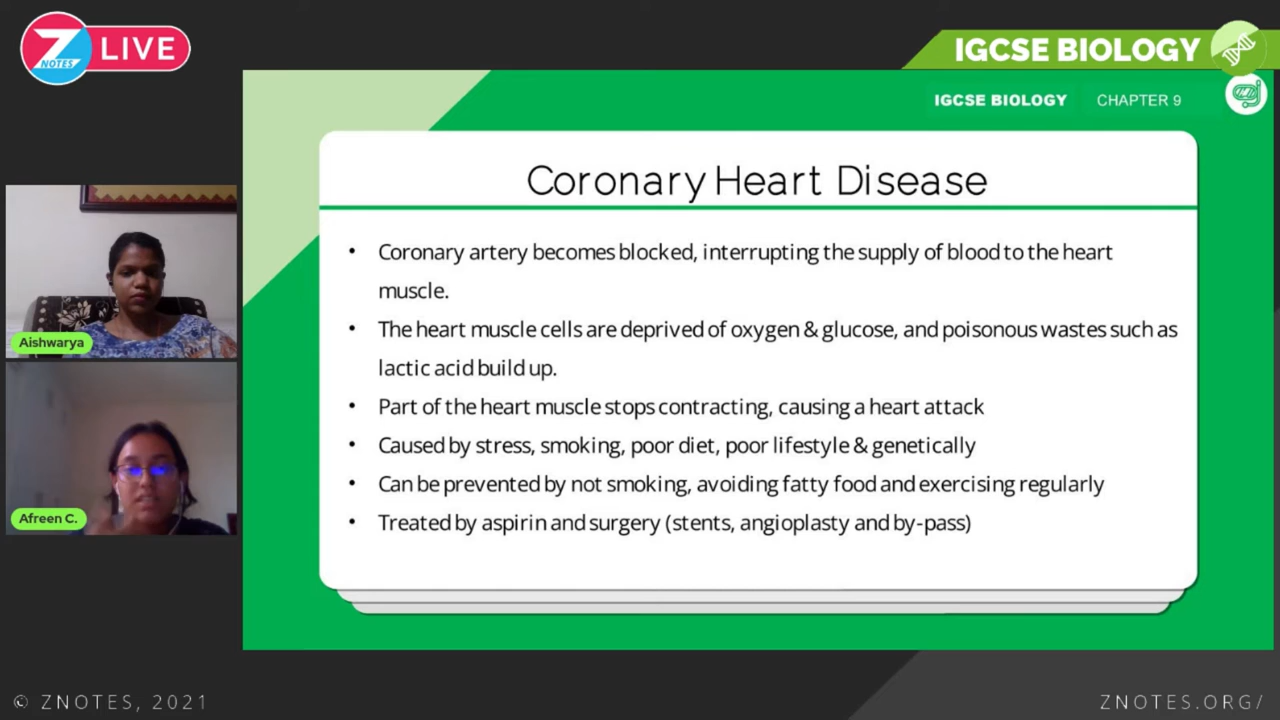 Z NOTES LIVE
IGCSE BIOLOGY
IGCSE BIOLOGY CHAPTER 9
Coronary Heart Disease
• Coronary artery becomes blocked, interrupting the supply of blood to the heart
muscle.
• The heart muscle cells are deprived of oxygen & glucose, and poisonous wastes such as
lactic acid build up.
• Part of the heart muscle stops contracting, causing a heart attack
• Caused by stress, smoking, poor diet, poor lifestyle & genetically
• Can be prevented by not smoking, avoiding fatty food and exercising regularly
• Treated by aspirin and surgery (stents, angioplasty and by-pass)
Aishwarya
Afreen C.
© ZNOTES, 2021
ZNOTES.ORG/